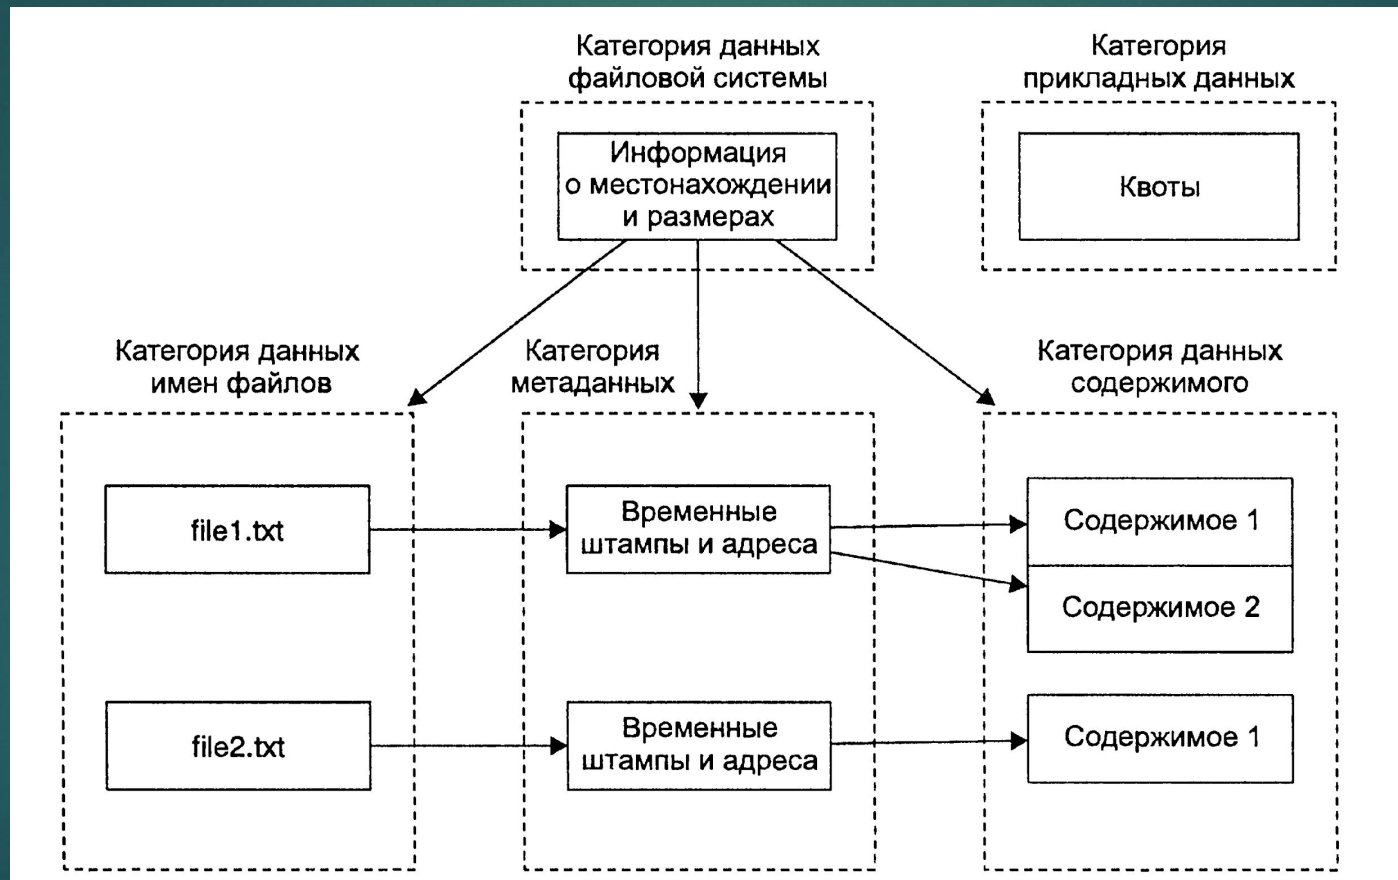 Категория данных
файловой системы
Категория
прикладных данных
Информация
о местонахождении
и размерах
Квоты
Категория данных
имен файлов
Категория
метаданных
Категория данных
содержимого
file1.txt
Временные
штампы и адреса
Содержимое 1
Содержимое 2
file2.txt
Временные
штампы и адреса
Содержимое 1